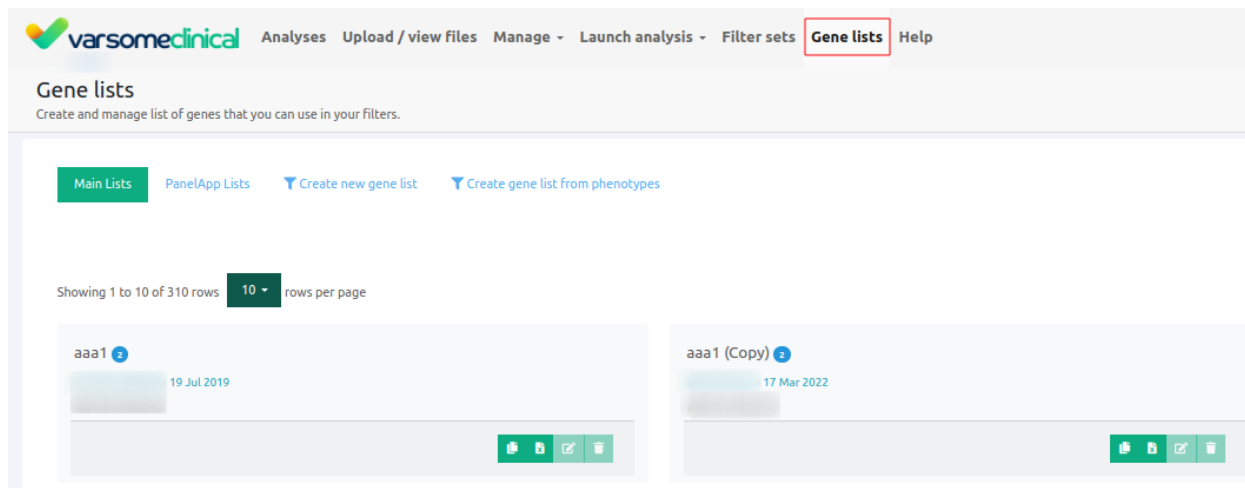 varsomeclinical Analyses Upload / view files Manage Launch analysis Filter sets Gene lists Help
Gene lists
Create and manage list of genes that you can use in your filters.
Main Lists PanelApp Lists Create new gene list Create gene list from phenotypes
Showing 1 to 10 of 310 rows 10 rows per page
aaa1 2
19 Jul 2019
aaa1 (Copy) 2
- 17 Mar 2022